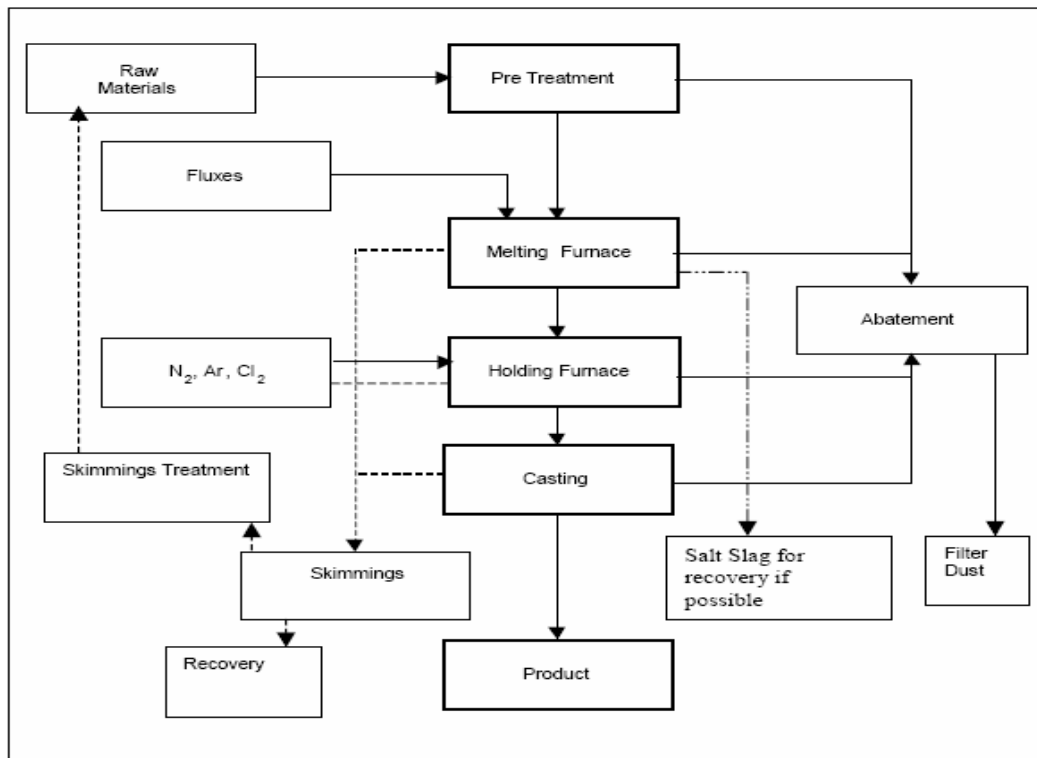 Raw
Materials
Pre Treatment
Fluxes
Melting Furnace
Abatement
N₂, Ar, Cl₂
Holding Furnace
Skimmings Treatment
Casting
Skimmings
Salt Slag for
recovery if
possible
Filter
Dust
Recovery
Product